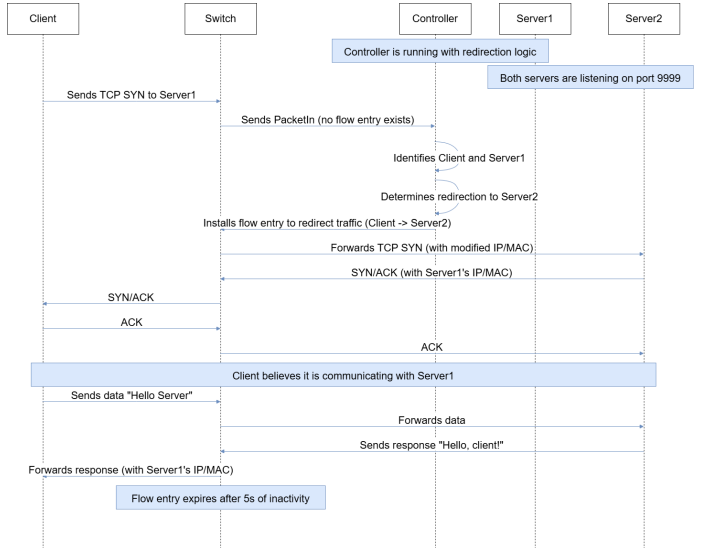 Client
Switch
Controller
Server1
Server2
Controller is running with redirection logic
Both servers are listening on port 9999
Sends TCP SYN to Server1
Sends PacketIn (no flow entry exists)
Identifies Client and Server1
Determines redirection to Server2
Installs flow entry to redirect traffic (Client -> Server2)
Forwards TCP SYN (with modified IP/MAC)
SYN/ACK (with Server1's IP/MAC)
SYN/ACK
ACK
ACK
Client believes it is communicating with Server1
Sends data "Hello Server"
Forwards data
Sends response "Hello, client!"
Forwards response (with Server1's IP/MAC)
Flow entry expires after 5s of inactivity